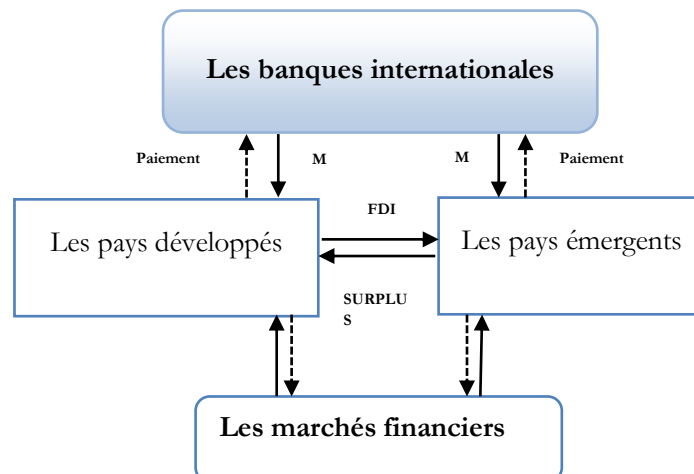 Les banques internationales
Paiement
M
M
Paiement
FDI
Les pays développés
Les pays émergents
SURPLU
S
Les marchés financiers